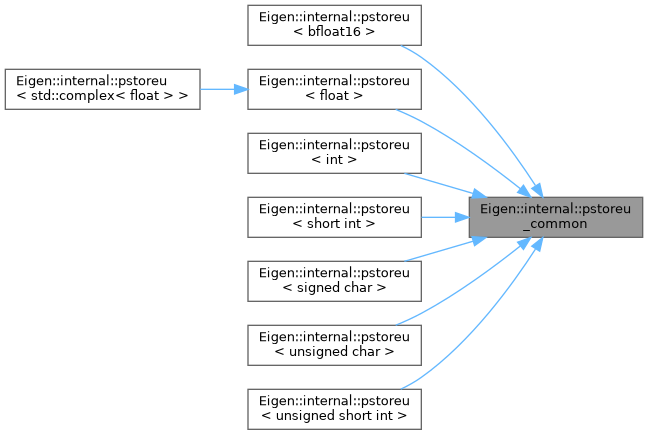 Eigen::internal::pstoreu
< bfloat16 >
Eigen::internal::pstoreu
< std::complex< float > >
Eigen::internal::pstoreu
< float >
Eigen::internal::pstoreu
< int >
Eigen::internal::pstoreu
< short int >
Eigen::internal::pstoreu
_common
Eigen::internal::pstoreu
< signed char >
Eigen::internal::pstoreu
< unsigned char >
Eigen::internal::pstoreu
< unsigned short int >